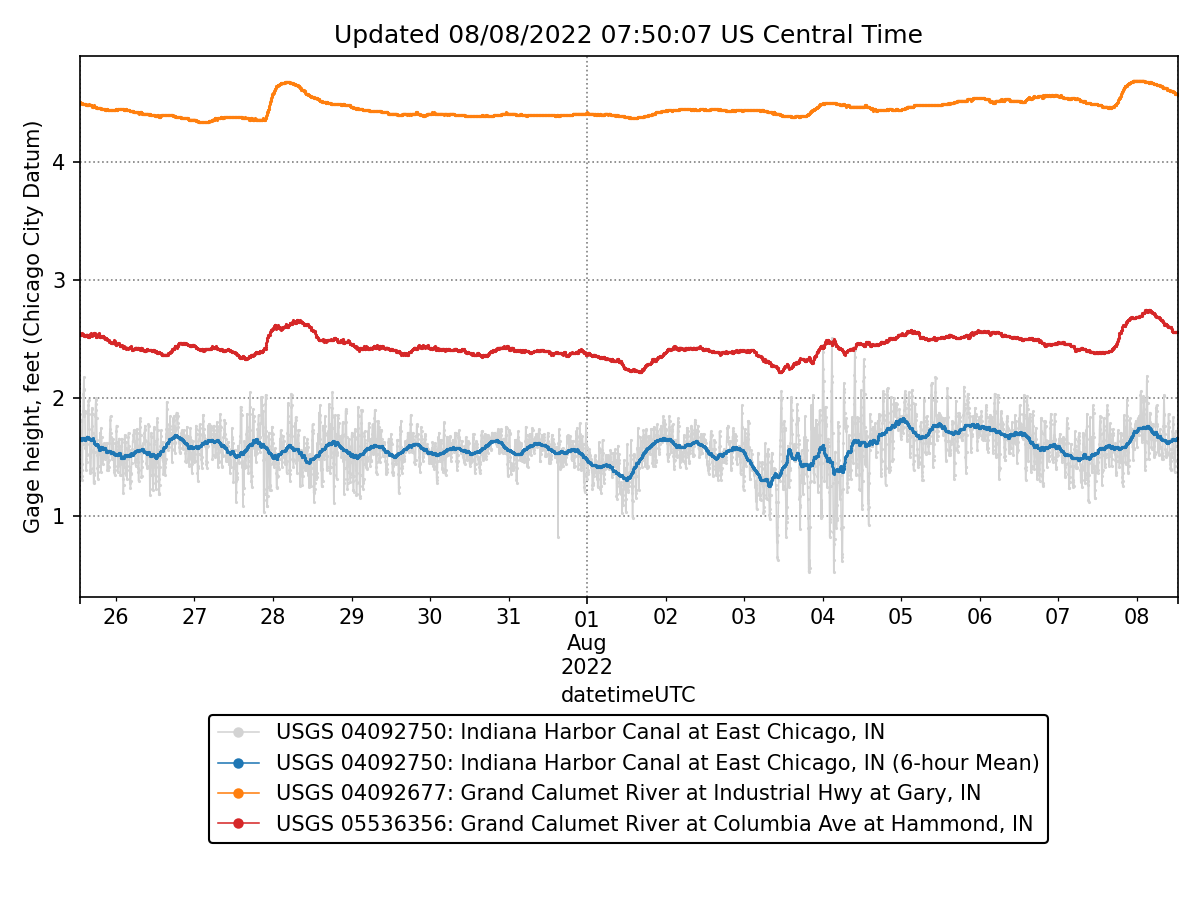 Updated 08/08/2022 07:50:07 US Central Time
Gage height, feet (Chicago City Datum)
4
3
2
1
26 27 28 29 30 31 01 02 03 04 05 06 07 08
Aug
2022
datetimeUTC
USGS 04092750: Indiana Harbor Canal at East Chicago, IN
USGS 04092750: Indiana Harbor Canal at East Chicago, IN (6-hour Mean)
USGS 04092677: Grand Calumet River at Industrial Hwy at Gary, IN
USGS 05536356: Grand Calumet River at Columbia Ave at Hammond, IN